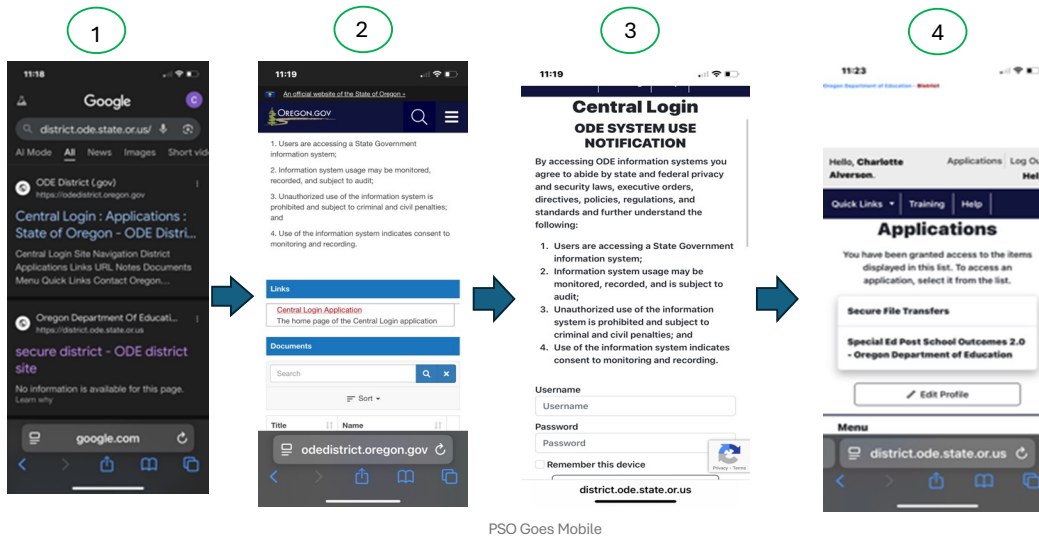 1
2
3
4
11:18
Google
C
district.ode.state.or.us/
AI Mode All News Images Short vid
ODE District (.gov)
https://odedistrict.oregon.gov
Central Login : Applications :
State of Oregon - ODE Distri...
Central Login Site Navigation District
Applications Links URL Notes Documents
Menu Quick Links Contact Oregon....
Oregon Department Of Educati...
https://district.ode.state.or.us
secure district - ODE district
site
No information is available for this page.
Learn why
google.com
11:19
An official website of the State of Oregon »
OREGON.GOV
1. Users are accessing a State Government
information system;
2. Information system usage may be monitored,
recorded, and subject to audit;
3. Unauthorized use of the information system is
prohibited and subject to criminal and civil penalties;
and
4. Use of the information system indicates consent to
monitoring and recording.
Links
Central Login Application
The home page of the Central Login application
Documents
Search
Sort
Title Name
odedistrict.oregon.gov
11:19
Central Login
ODE SYSTEM USE
NOTIFICATION
By accessing ODE information systems you
agree to abide by state and federal privacy
and security laws, executive orders,
directives, policies, regulations, and
standards and further understand the
following:
1. Users are accessing a State Government
information system;
2. Information system usage may be
monitored, recorded, and is subject to
audit;
3. Unauthorized use of the information
system is prohibited and subject to
criminal and civil penalties; and
4. Use of the information system indicates
consent to monitoring and recording.
Username
Username
Password
Password
Remember this device
Privacy - Terms
district.ode.state.or.us
11:23
Oregon Department of Education - District
Hello, Charlotte
Alverson.
Applications Log Ou
Hel
Quick Links Training Help
Applications
You have been granted access to the items
displayed in this list. To access an
application, select it from the list.
Secure File Transfers
Special Ed Post School Outcomes 2.0
- Oregon Department of Education
Edit Profile
Menu
district.ode.state.or.us
PSO Goes Mobile